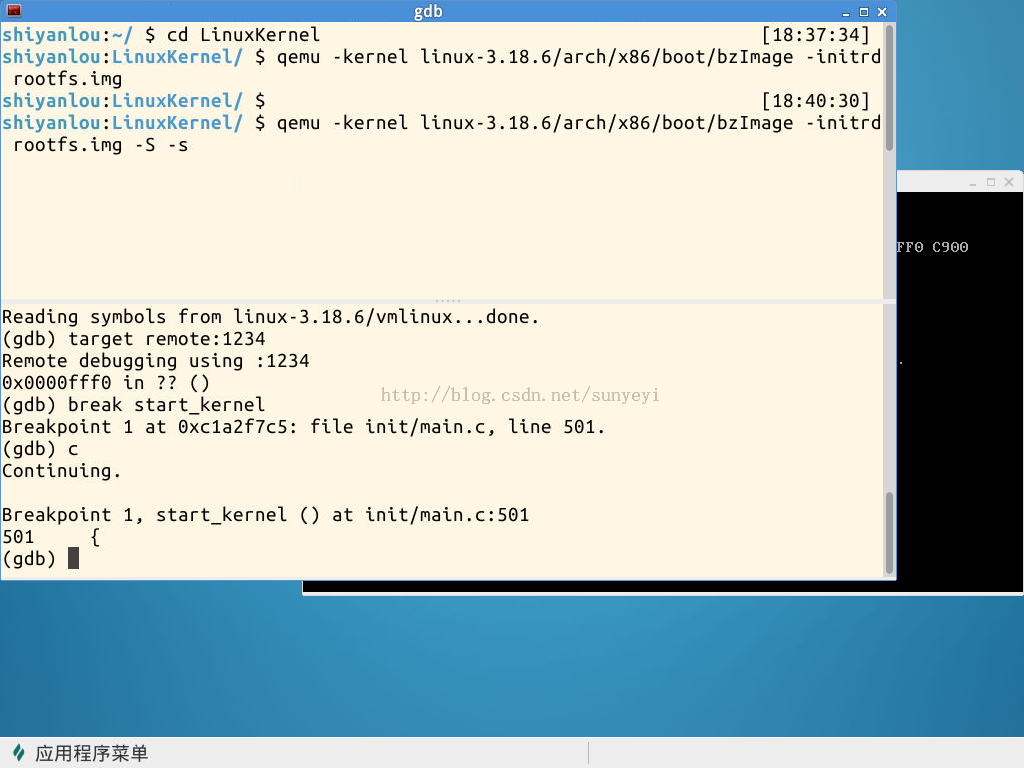 gdb
shiyanlou:~/ $ cd LinuxKernel [18:37:34]
shiyanlou:LinuxKernel/ $ qemu -kernel linux-3.18.6/arch/x86/boot/bzImage -initrd
rootfs.img
shiyanlou:LinuxKernel/ $ [18:40:30]
shiyanlou:LinuxKernel/ $ qemu -kernel linux-3.18.6/arch/x86/boot/bzImage -initrd
rootfs.img -S -s
FF0 C900
Reading symbols from linux-3.18.6/vmlinux...done.
(gdb) target remote:1234
Remote debugging using :1234
0x0000fff0 in ?? ()
http://blog.csdn.net/sunyeyi
(gdb) break start_kernel
Breakpoint 1 at 0xc1a2f7c5: file init/main.c, line 501.
(gdb) c
Continuing.
Breakpoint 1, start_kernel () at init/main.c:501
501 {
(gdb)
应用程序菜单